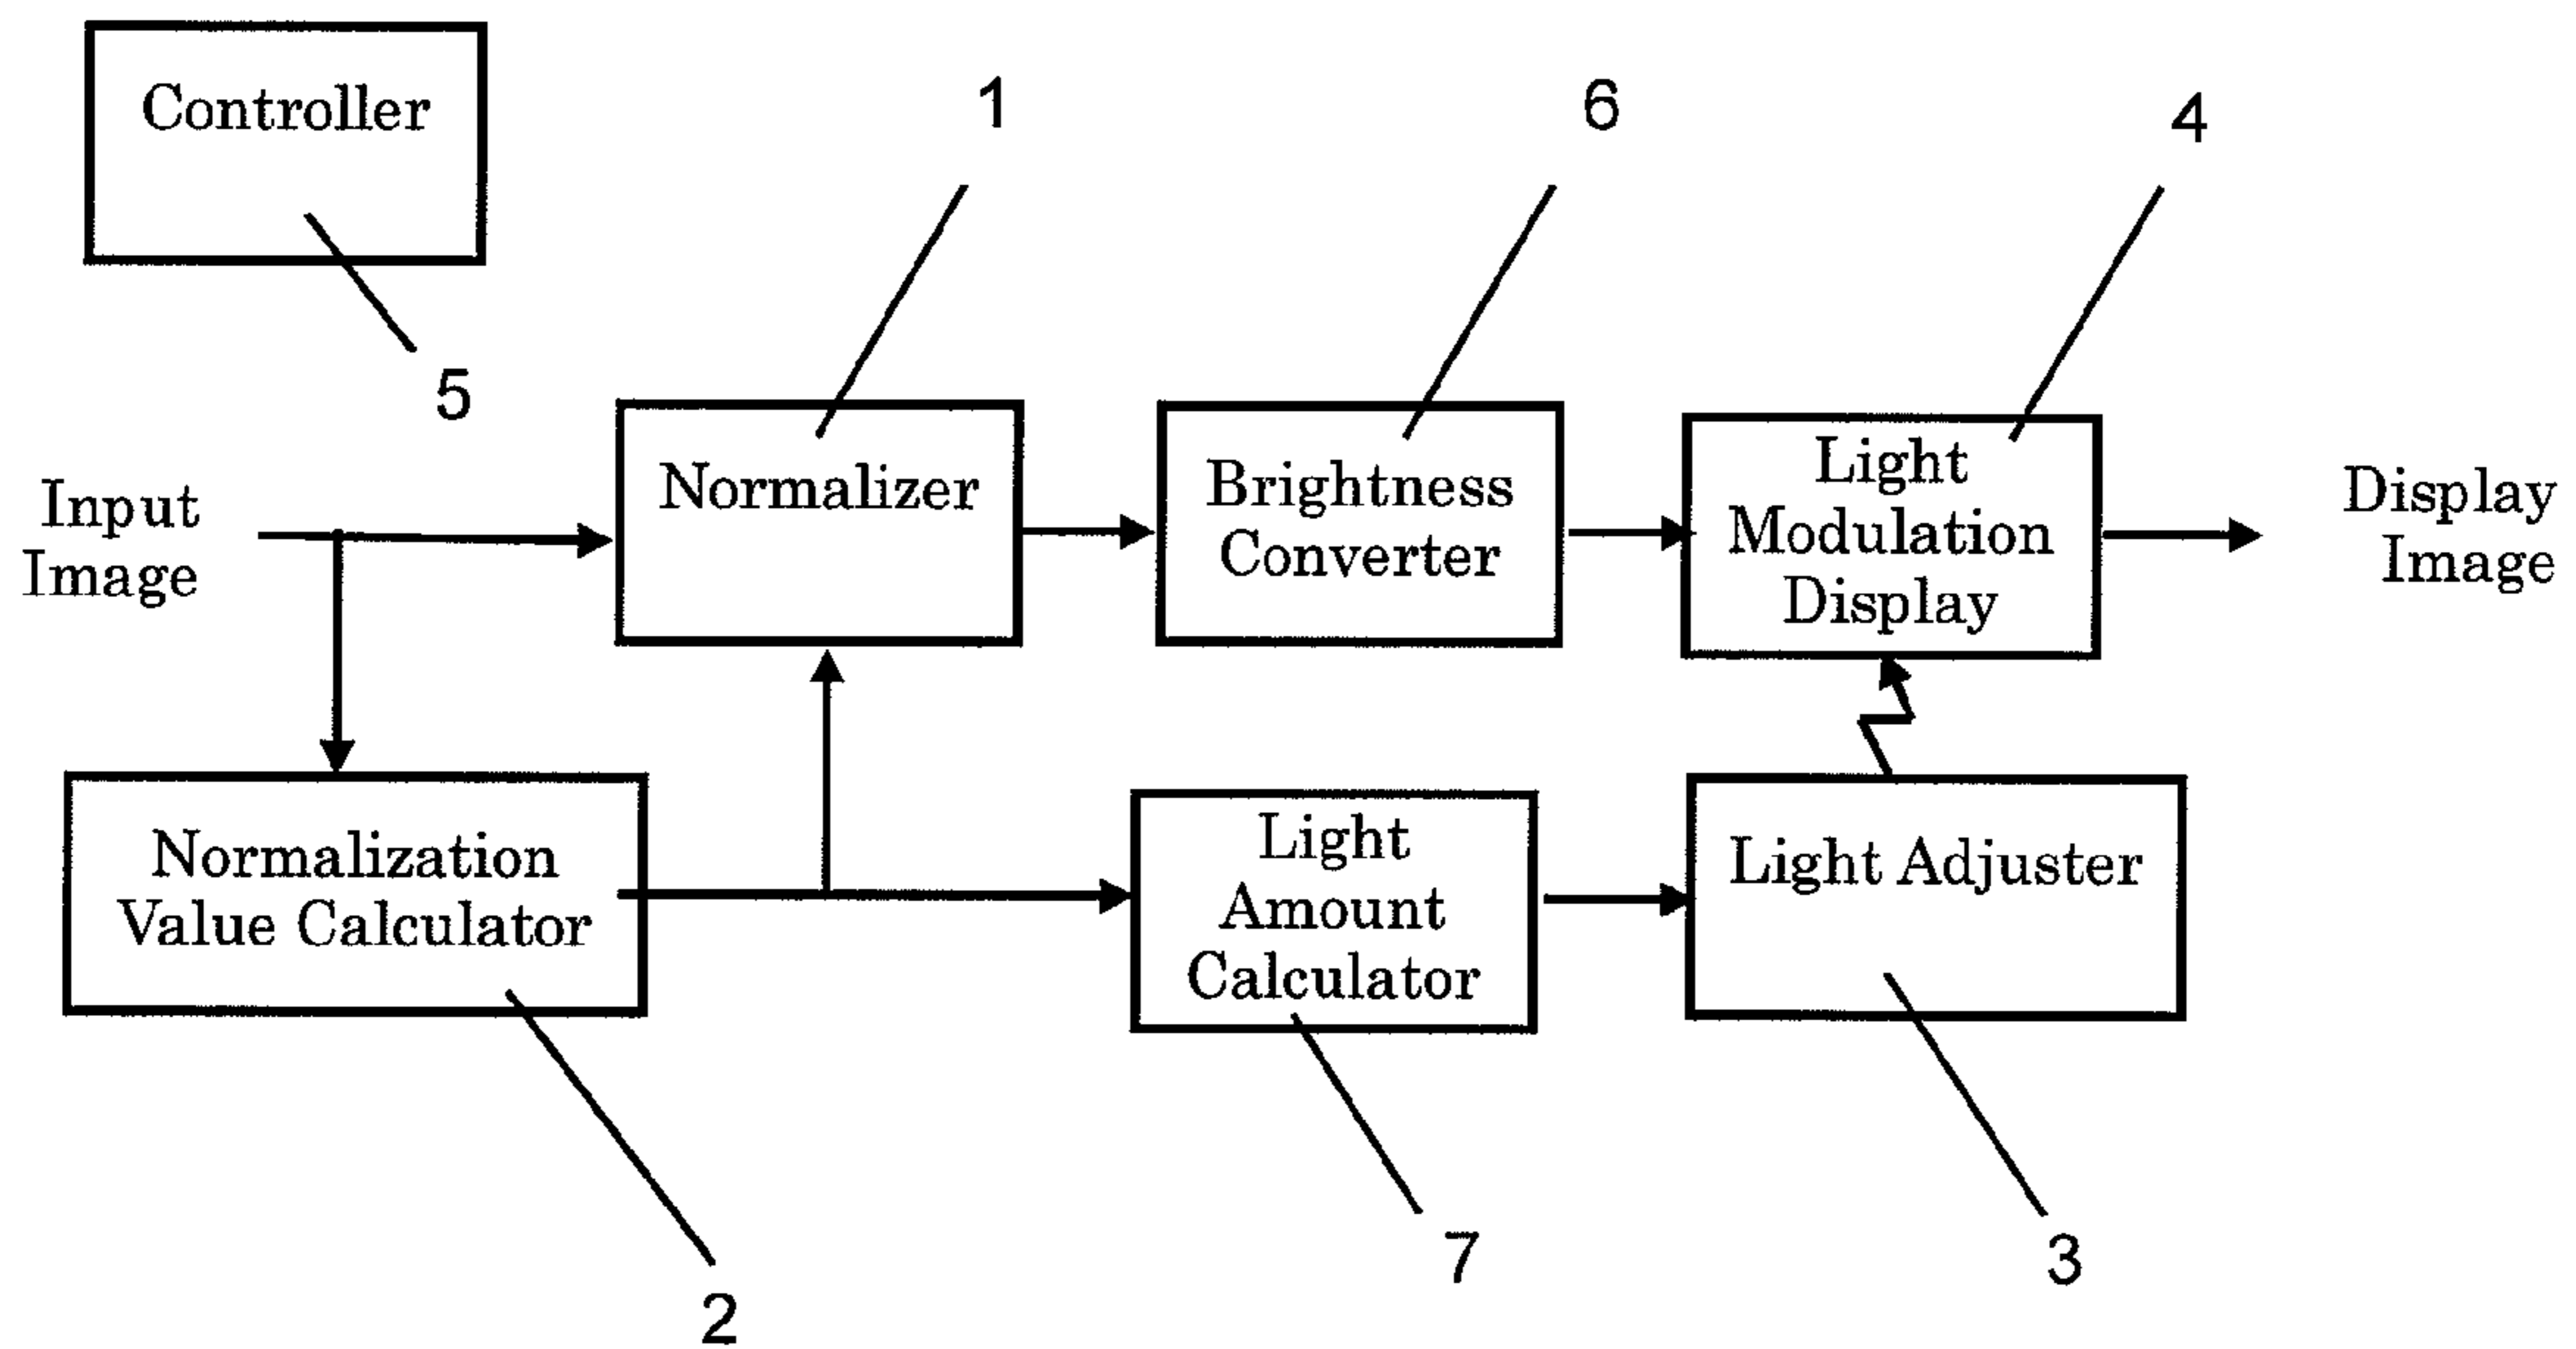 Controller
5
1
6
4
Input
Image
Normalizer
Brightness
Converter
Light
Modulation
Display
Display
Image
Normalization
Value Calculator
2
Light
Amount
Calculator
7
Light Adjuster
3